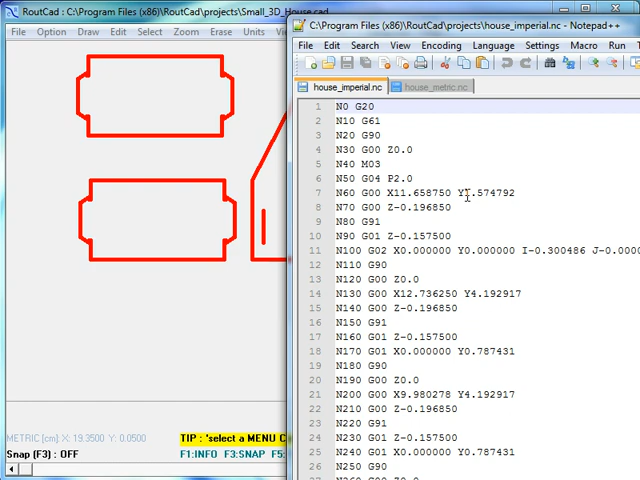 RoutCad : C:\Program Files (x86)\RoutCad\projects\Small_3D_House.cad
File Option Draw Edit Select Zoom Erase Units
METRIC [cm]: X: 19.3500 Y: 0.0500
TIP : 'select a MENU C
Snap (F3) : OFF
F1:INFO F3:SNAP F5:
C:\Program Files (x86)\RoutCad\projects\house_imperial.nc - Notepad++
File Edit Search View Encoding Language Settings Macro Run
house_imperial.nc house_metric.nc
1 N0 G20
2 N10 G61
3 N20 G90
4 N30 G00 Z0.0
5 N40 M03
6 N50 G04 P2.0
7 N60 G00 X11.658750 Y1.574792
8 N70 G00 Z-0.196850
9 N80 G91
10 N90 G01 Z-0.157500
11 N100 G02 X0.000000 Y0.000000 I-0.300486 J-0.0000
12 N110 G90
13 N120 G00 Z0.0
14 N130 G00 X12.736250 Y4.192917
15 N140 G00 Z-0.196850
16 N150 G91
17 N160 G01 Z-0.157500
18 N170 G01 X0.000000 Y0.787431
19 N180 G90
20 N190 G00 Z0.0
21 N200 G00 X9.980278 Y4.192917
22 N210 G00 Z-0.196850
23 N220 G91
24 N230 G01 Z-0.157500
25 N240 G01 X0.000000 Y0.787431
26 N250 G90
N260 G00 Z0.0